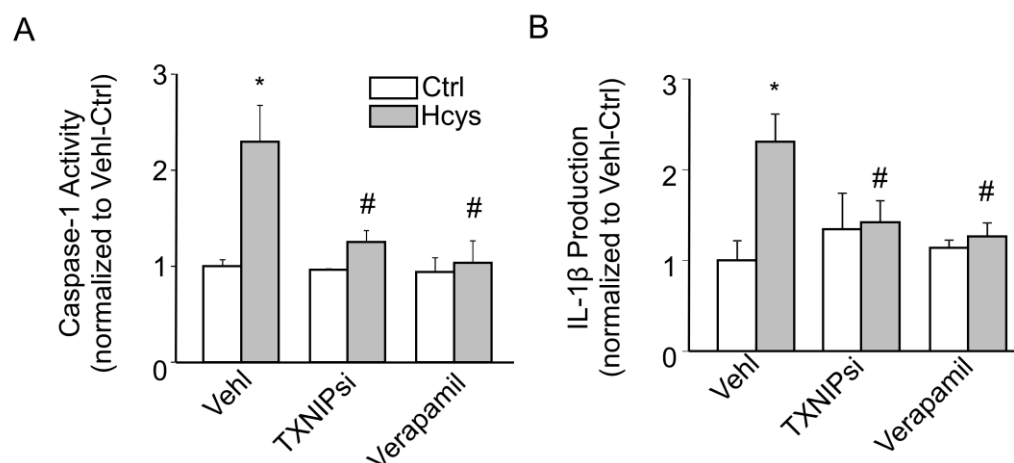 A
Caspase-1 Activity
(normalized to Vehl-Ctrl)
3
2
1
0
*
#
#
Ctrl
Hcys
Vehl
TXNIPsi
Verapamil
B
IL-1β Production
(normalized to Vehl-Ctrl)
3
2
1
0
*
#
#
Vehl
TXNIPsi
Verapamil